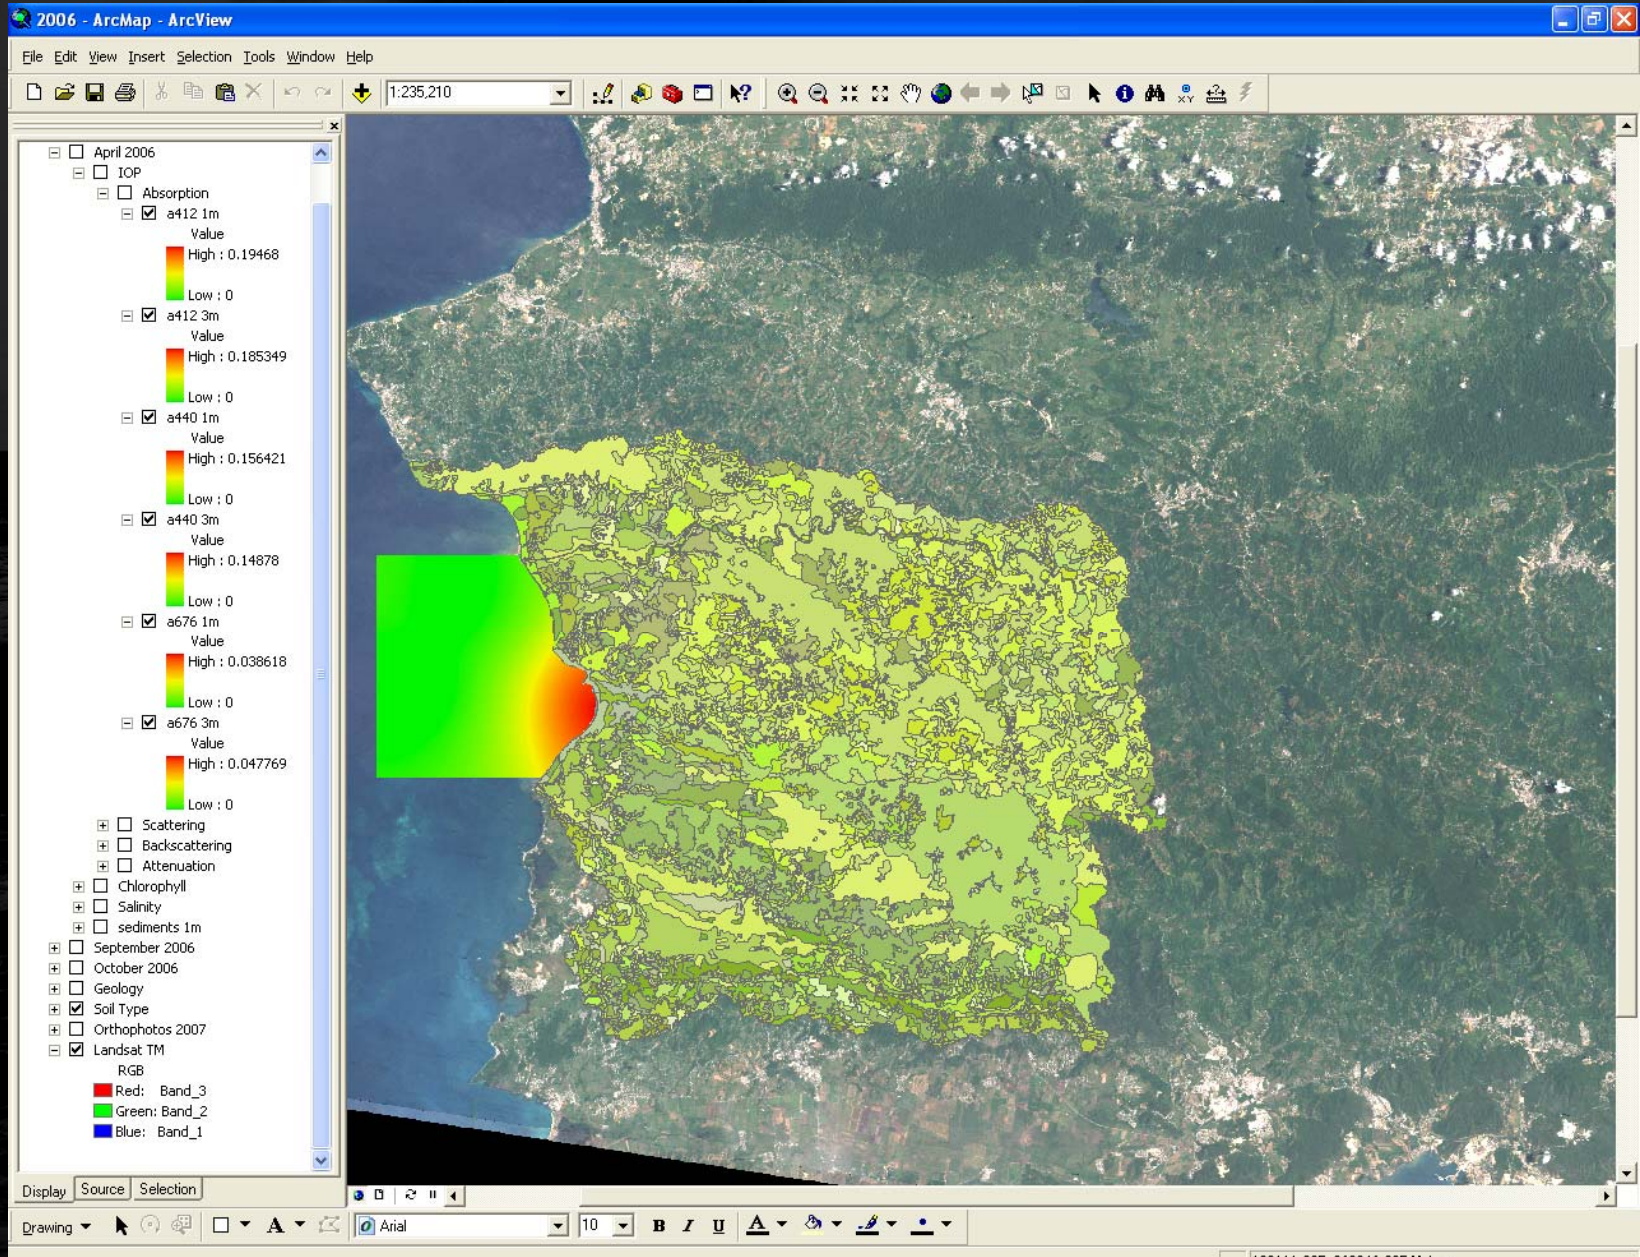 2006 - ArcMap - ArcView
File Edit View Insert Selection Tools Window Help
1:235,210
April 2006
IOP
Absorption
a412 1m
Value
High : 0.19468
Low : 0
a412 3m
Value
High : 0.185349
Low : 0
a440 1m
Value
High : 0.156421
Low : 0
a440 3m
Value
High : 0.14878
Low : 0
a676 1m
Value
High : 0.038618
Low : 0
a676 3m
Value
High : 0.047769
Low : 0
Scattering
Backscattering
Attenuation
Chlorophyll
Salinity
sediments 1m
September 2006
October 2006
Geology
Soil Type
Orthophotos 2007
Landsat TM
RGB
Red: Band_3
Green: Band_2
Blue: Band_1
Display Source Selection
Drawing A Arial 10 B I U A